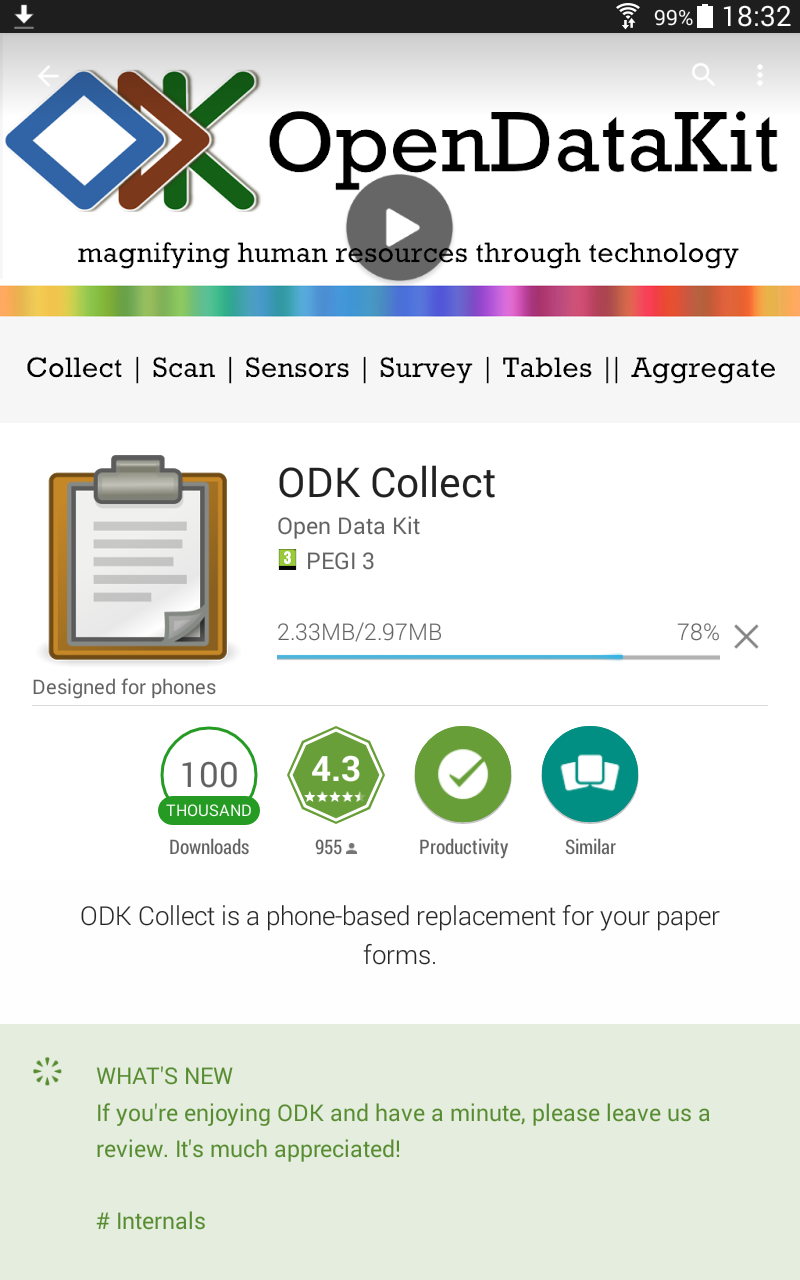 99% 18:32
ODK OpenDataKit
magnifying human resources through technology
Collect | Scan | Sensors | Survey | Tables || Aggregate
ODK Collect
Open Data Kit
3 PEGI 3
2.33MB/2.97MB 78%
Designed for phones
100 4.3
THOUSAND
Downloads 955 Productivity Similar
ODK Collect is a phone-based replacement for your paper
forms.
WHAT'S NEW
If you're enjoying ODK and have a minute, please leave us a
review. It's much appreciated!
# Internals